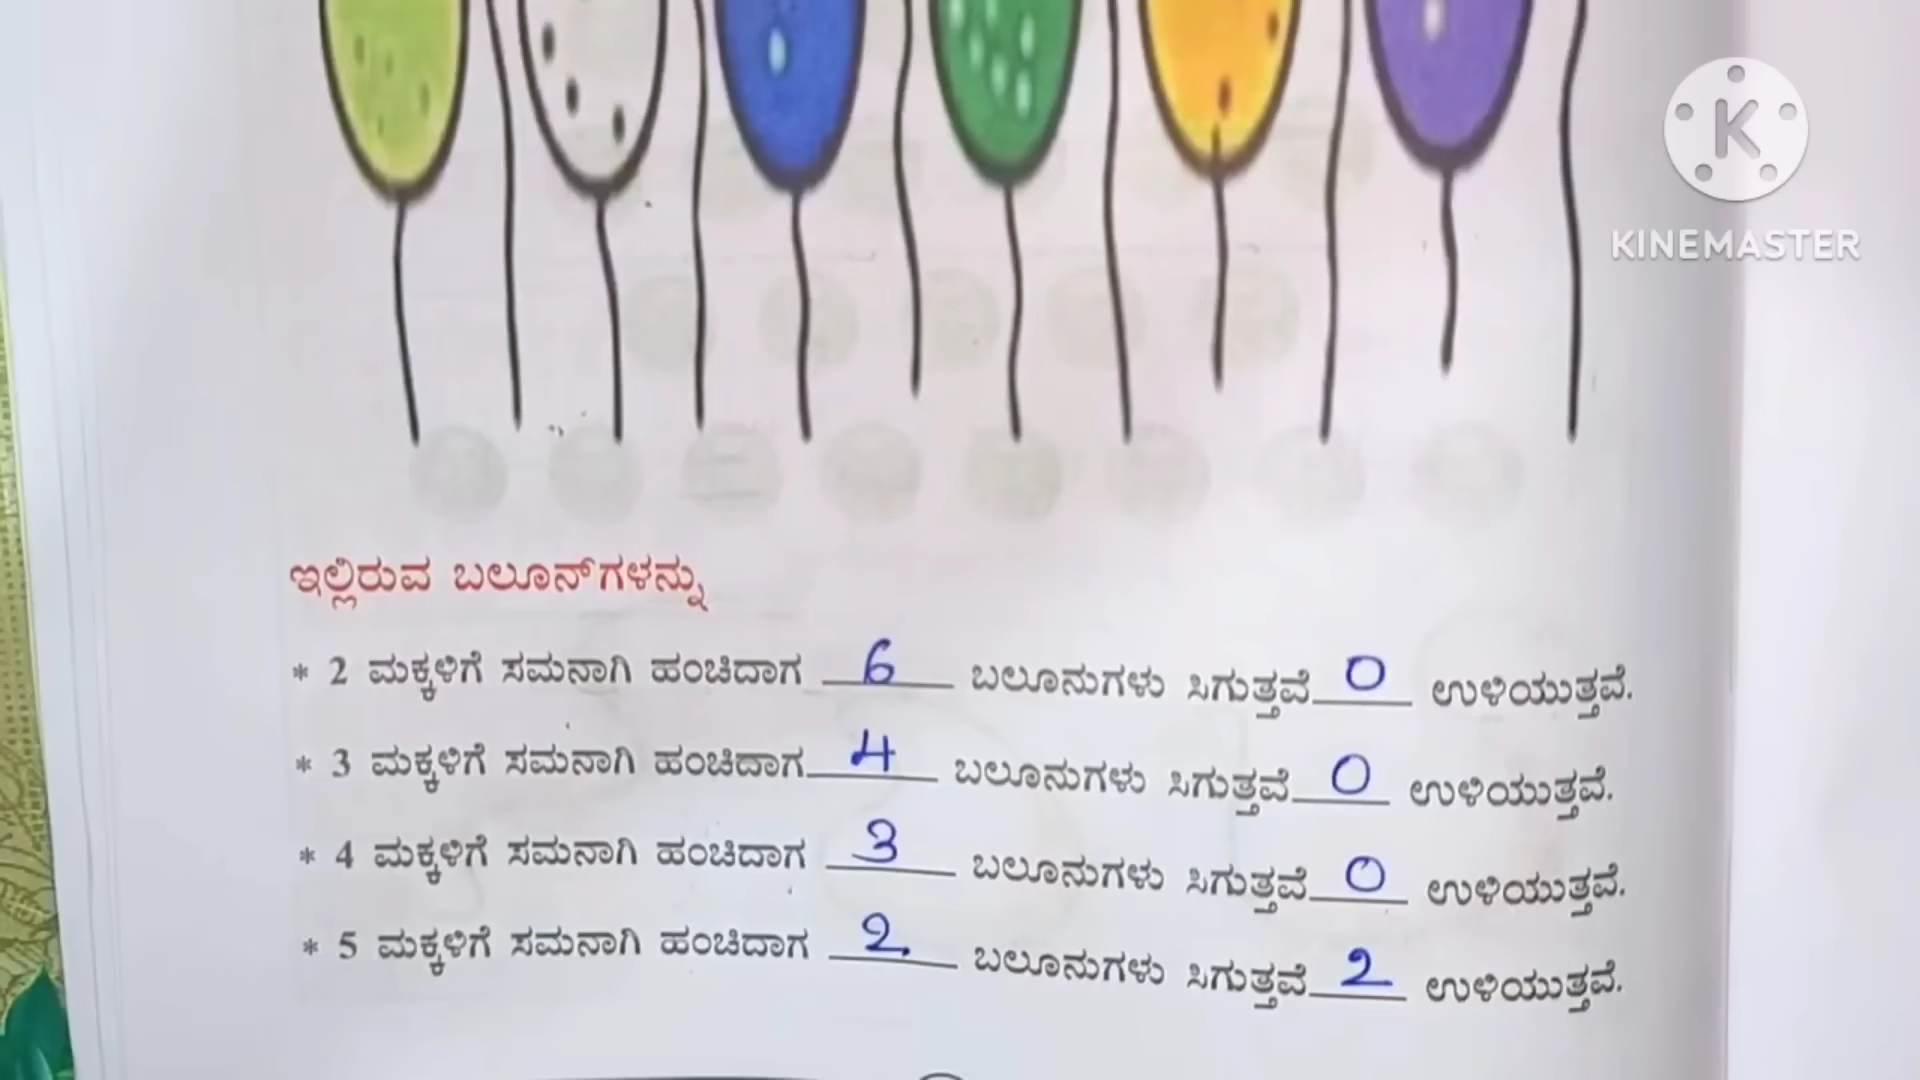 K
KINEMASTER
ಇಲ್ಲಿರುವ ಬಲೂನ್‌ಗಳನ್ನು
* 2 ಮಕ್ಕಳಿಗೆ ಸಮನಾಗಿ ಹಂಚಿದಾಗ 6 ಬಲೂನುಗಳು ಸಿಗುತ್ತವೆ 0 ಉಳಿಯುತ್ತವೆ.
* 3 ಮಕ್ಕಳಿಗೆ ಸಮನಾಗಿ ಹಂಚಿದಾಗ 4 ಬಲೂನುಗಳು ಸಿಗುತ್ತವೆ 0 ಉಳಿಯುತ್ತವೆ.
* 4 ಮಕ್ಕಳಿಗೆ ಸಮನಾಗಿ ಹಂಚಿದಾಗ 3 ಬಲೂನುಗಳು ಸಿಗುತ್ತವೆ 0 ಉಳಿಯುತ್ತವೆ.
* 5 ಮಕ್ಕಳಿಗೆ ಸಮನಾಗಿ ಹಂಚಿದಾಗ 2 ಬಲೂನುಗಳು ಸಿಗುತ್ತವೆ 2 ಉಳಿಯುತ್ತವೆ.